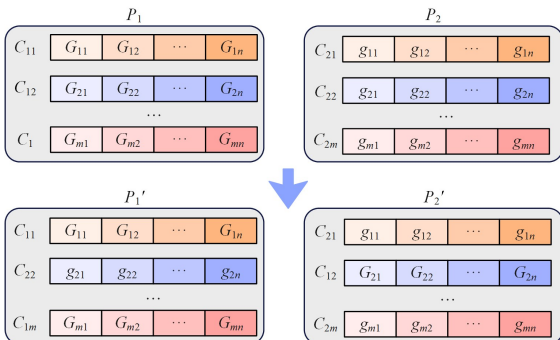 P₁
C₁₁ G₁₁ G₁₂ ⋯ G₁ₙ
C₁₂ G₂₁ G₂₂ ⋯ G₂ₙ
…
C₁ Gₘ₁ Gₘ₂ ⋯ Gₘₙ
P₂
C₂₁ g₁₁ g₁₂ ⋯ g₁ₙ
C₂₂ g₂₁ g₂₂ ⋯ g₂ₙ
…
C₂ₘ gₘ₁ gₘ₂ ⋯ gₘₙ
P₁′
C₁₁ G₁₁ G₁₂ ⋯ G₁ₙ
C₂₂ g₂₁ g₂₂ ⋯ g₂ₙ
…
C₁ₘ Gₘ₁ Gₘ₂ ⋯ Gₘₙ
P₂′
C₂₁ g₁₁ g₁₂ ⋯ g₁ₙ
C₁₂ G₂₁ G₂₂ ⋯ G₂ₙ
…
C₂ₘ gₘ₁ gₘ₂ ⋯ gₘₙ